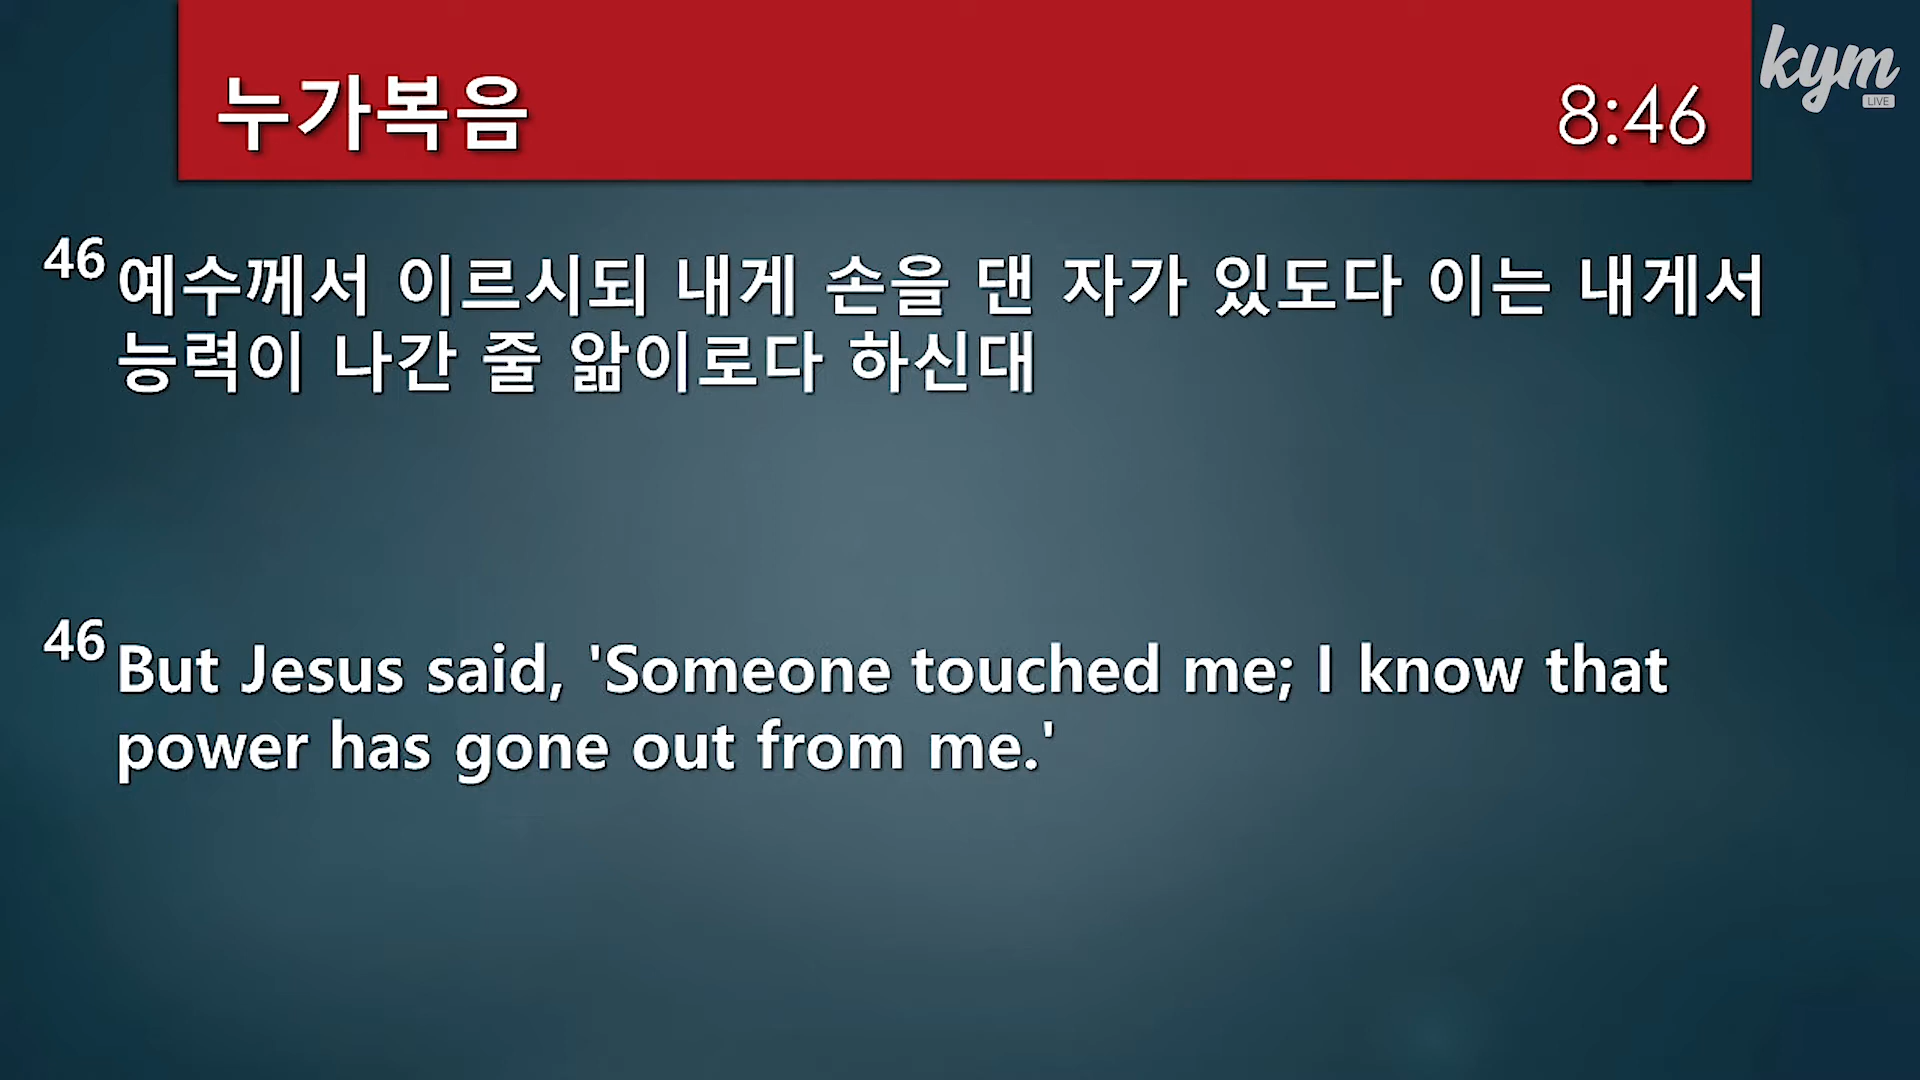 누가복음 8:46
kym
LIVE
46 예수께서 이르시되 내게 손을 댄 자가 있도다 이는 내게서
능력이 나간 줄 앎이로다 하신대
46 But Jesus said, 'Someone touched me; I know that
power has gone out from me.'